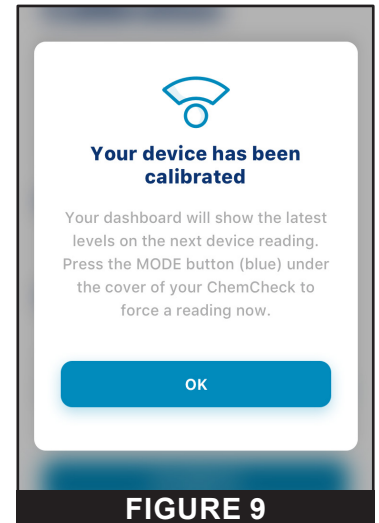 Your device has been
calibrated
Your dashboard will show the latest
levels on the next device reading.
Press the MODE button (blue) under
the cover of your ChemCheck to
force a reading now.
OK
FIGURE 9